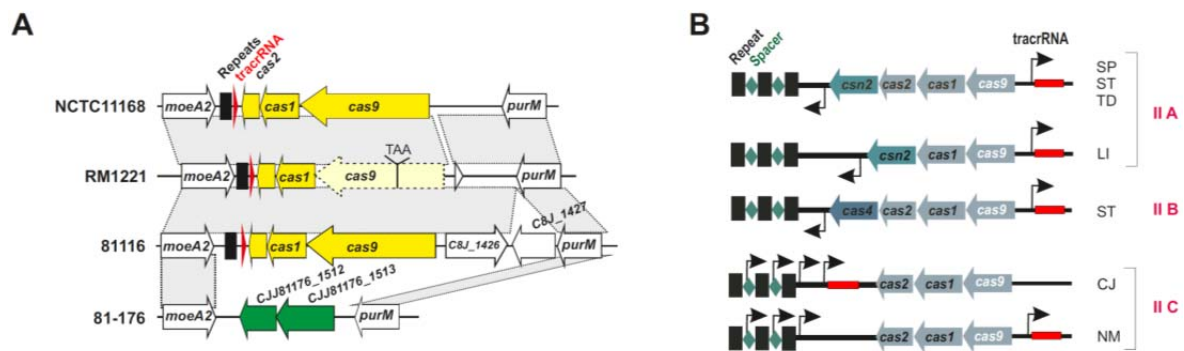 A
Repeats
tracrRNA
cas2
NCTC11168
moeA2
cas1
cas9
purM
TAA
RM1221
moeA2
cas1
cas9
purM
C8J_1427
81116
moeA2
cas1
cas9
C8J_1426
purM
CJJ81176_1512
CJJ81176_1513
81-176
moeA2
purM
B
Repeat
Spacer
tracrRNA
csn2
cas2
cas1
cas9
SP
ST
TD
II A
csn2
cas1
cas9
LI
cas4
cas2
cas1
cas9
ST
II B
cas2
cas1
cas9
CJ
II C
cas2
cas1
cas9
NM